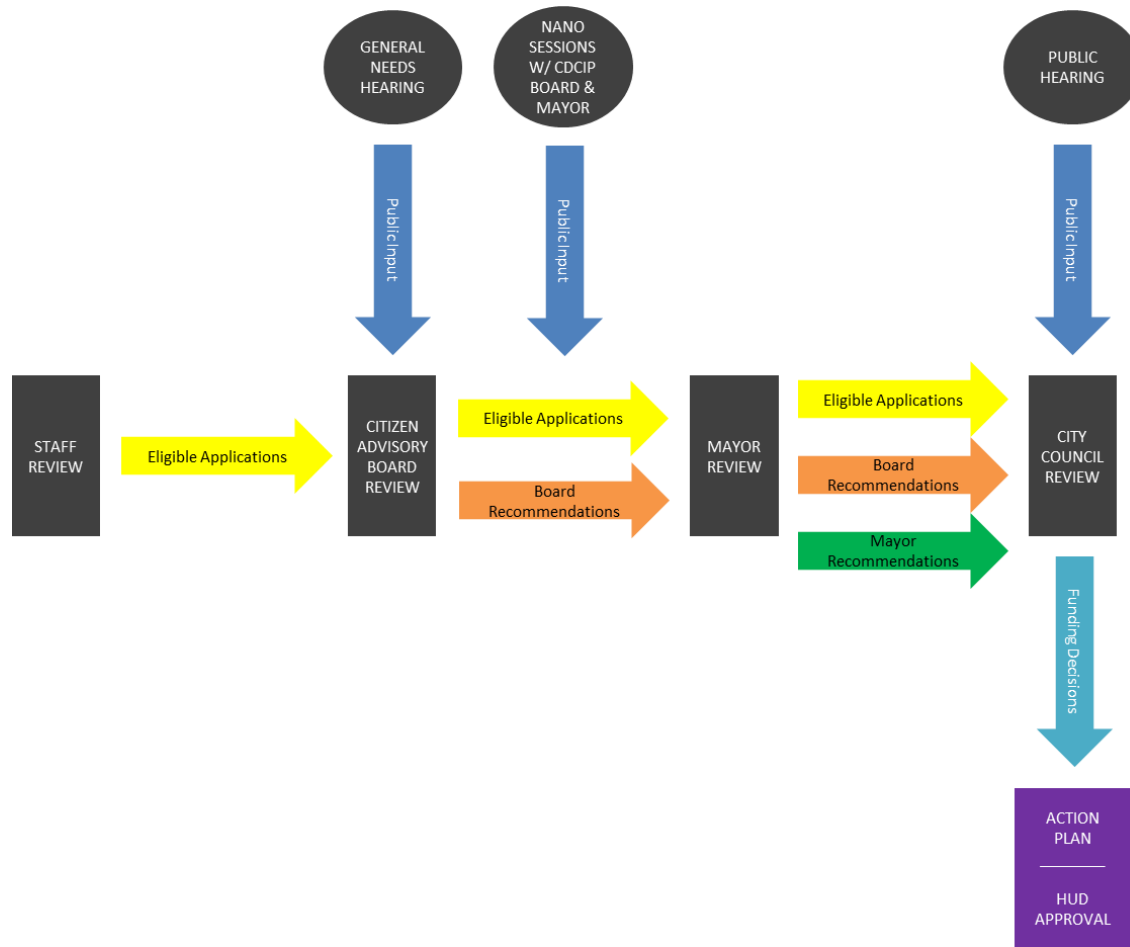 GENERAL
NEEDS
HEARING
NANO
SESSIONS
W/ CDCIP
BOARD &
MAYOR
PUBLIC
HEARING
Public Input
Public Input
Public Input
STAFF
REVIEW
Eligible Applications
CITIZEN
ADVISORY
BOARD
REVIEW
Eligible Applications
Board
Recommendations
MAYOR
REVIEW
Eligible Applications
Board
Recommendations
Mayor
Recommendations
CITY
COUNCIL
REVIEW
Funding Decisions
ACTION
PLAN
HUD
APPROVAL